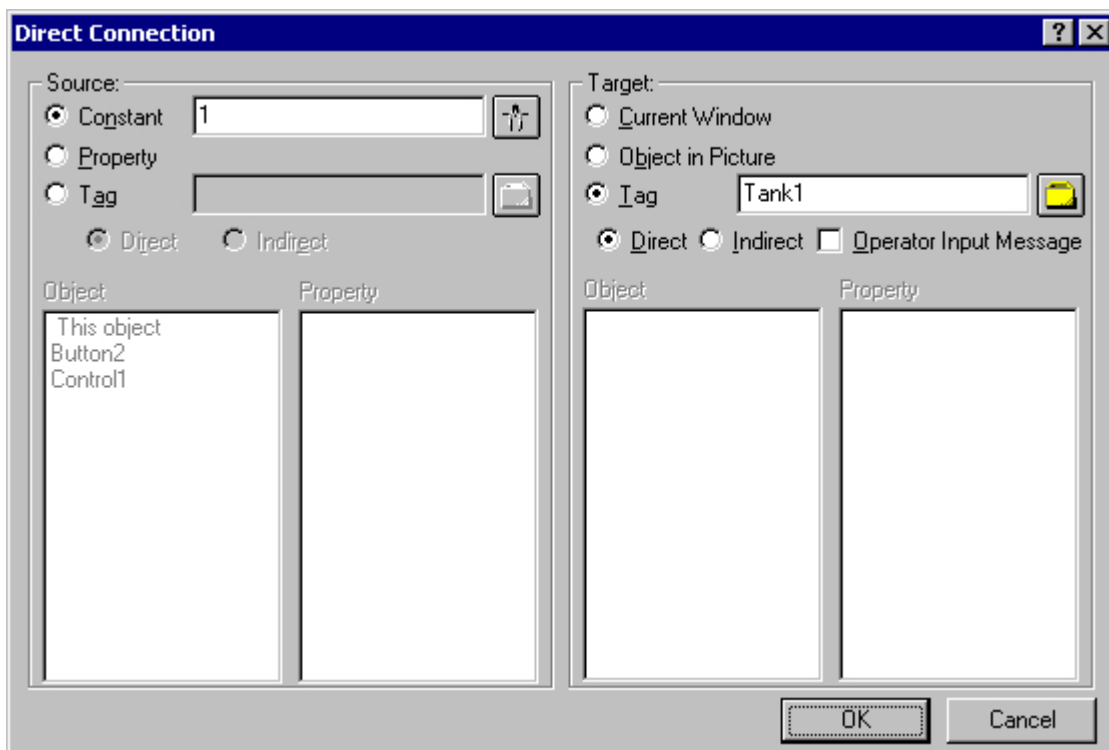 Direct Connection
Source:
Constant 1
Property
Tag
Direct Indirect
Object Property
This object
Button2
Control1
Target:
Current Window
Object in Picture
Tag Tank1
Direct Indirect Operator Input Message
Object Property
OK Cancel